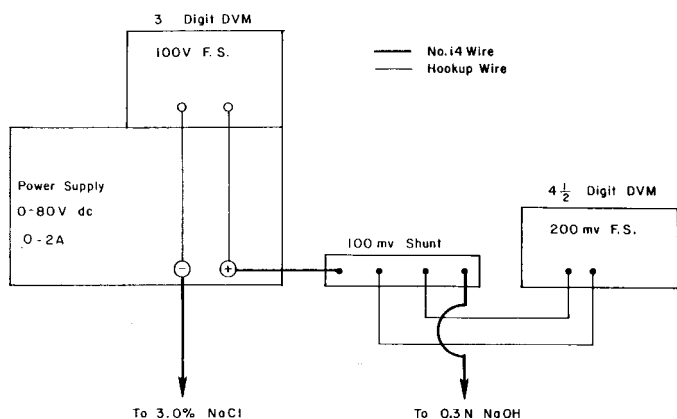 3 Digit DVM
100V F.S.
No.14 Wire
Hookup Wire
Power Supply
0-80V dc
0-2A
4 1/2 Digit DVM
200 mv F.S.
100 mv Shunt
−
+
To 3.0% NaCl
To 0.3N NaOH